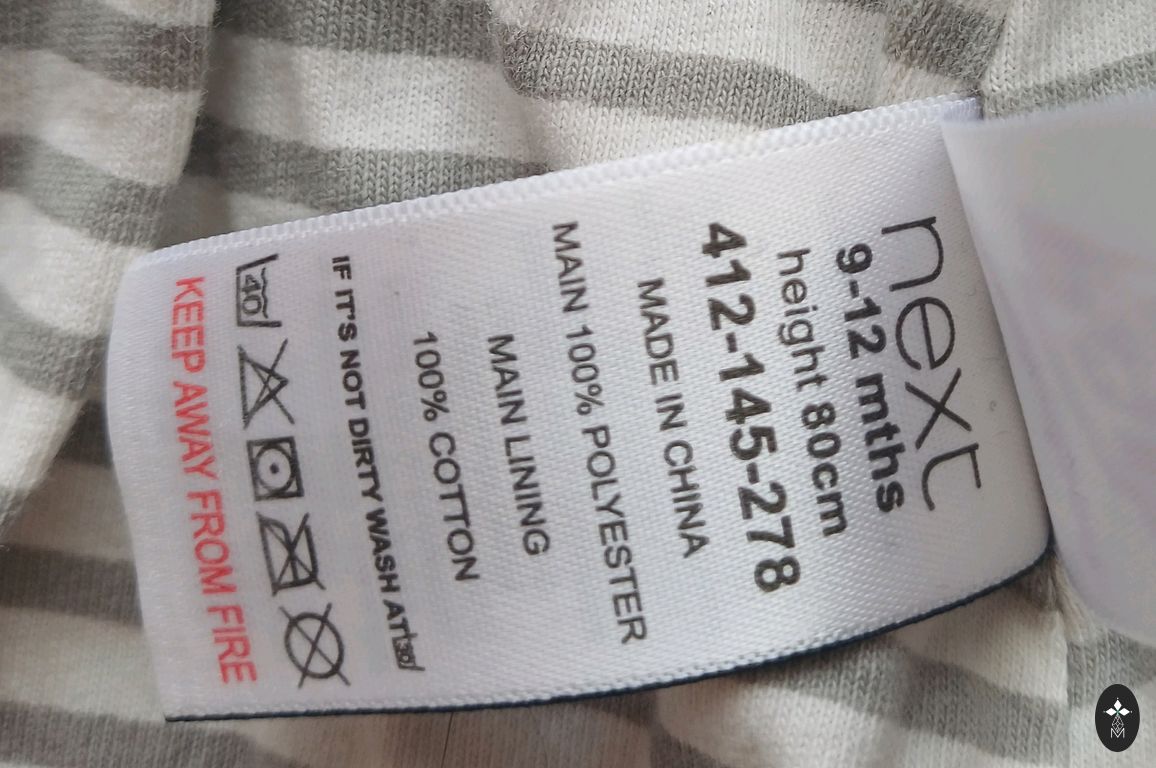 next
9-12 mths
height 80cm
412-145-278
MADE IN CHINA
MAIN 100% POLYESTER
MAIN LINING
100% COTTON
IF IT'S NOT DIRTY WASH AT 30
40
KEEP AWAY FROM FIRE
M